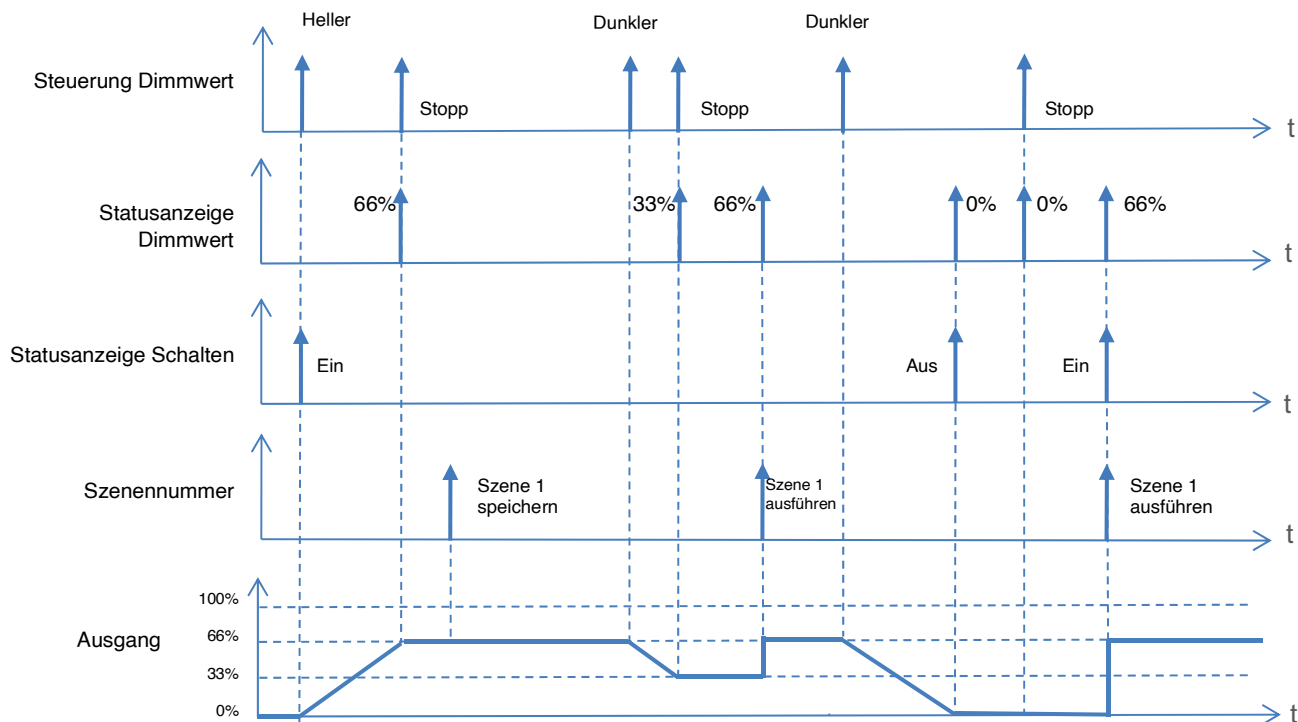 Heller
Dunkler
Dunkler
Steuerung Dimmwert
Stopp
Stopp
Stopp
t
Statusanzeige
Dimmwert
66%
33%
66%
0%
0%
66%
t
Statusanzeige Schalten
Ein
Aus
Ein
t
Szenennummer
Szene 1
speichern
Szene 1
ausführen
Szene 1
ausführen
t
Ausgang
100%
66%
33%
0%
t